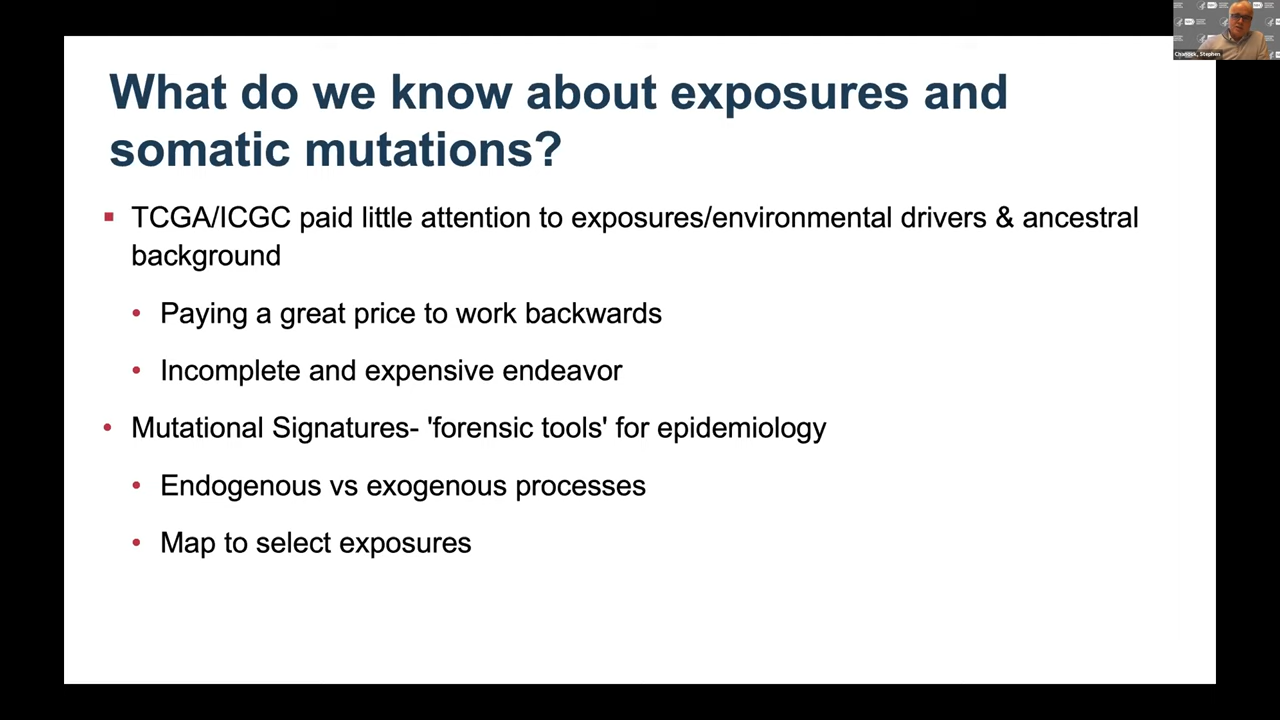 What do we know about exposures and
somatic mutations?
TCGA/ICGC paid little attention to exposures/environmental drivers & ancestral
background
Paying a great price to work backwards
Incomplete and expensive endeavor
Mutational Signatures- 'forensic tools' for epidemiology
Endogenous vs exogenous processes
Map to select exposures
Chanock, Stephen